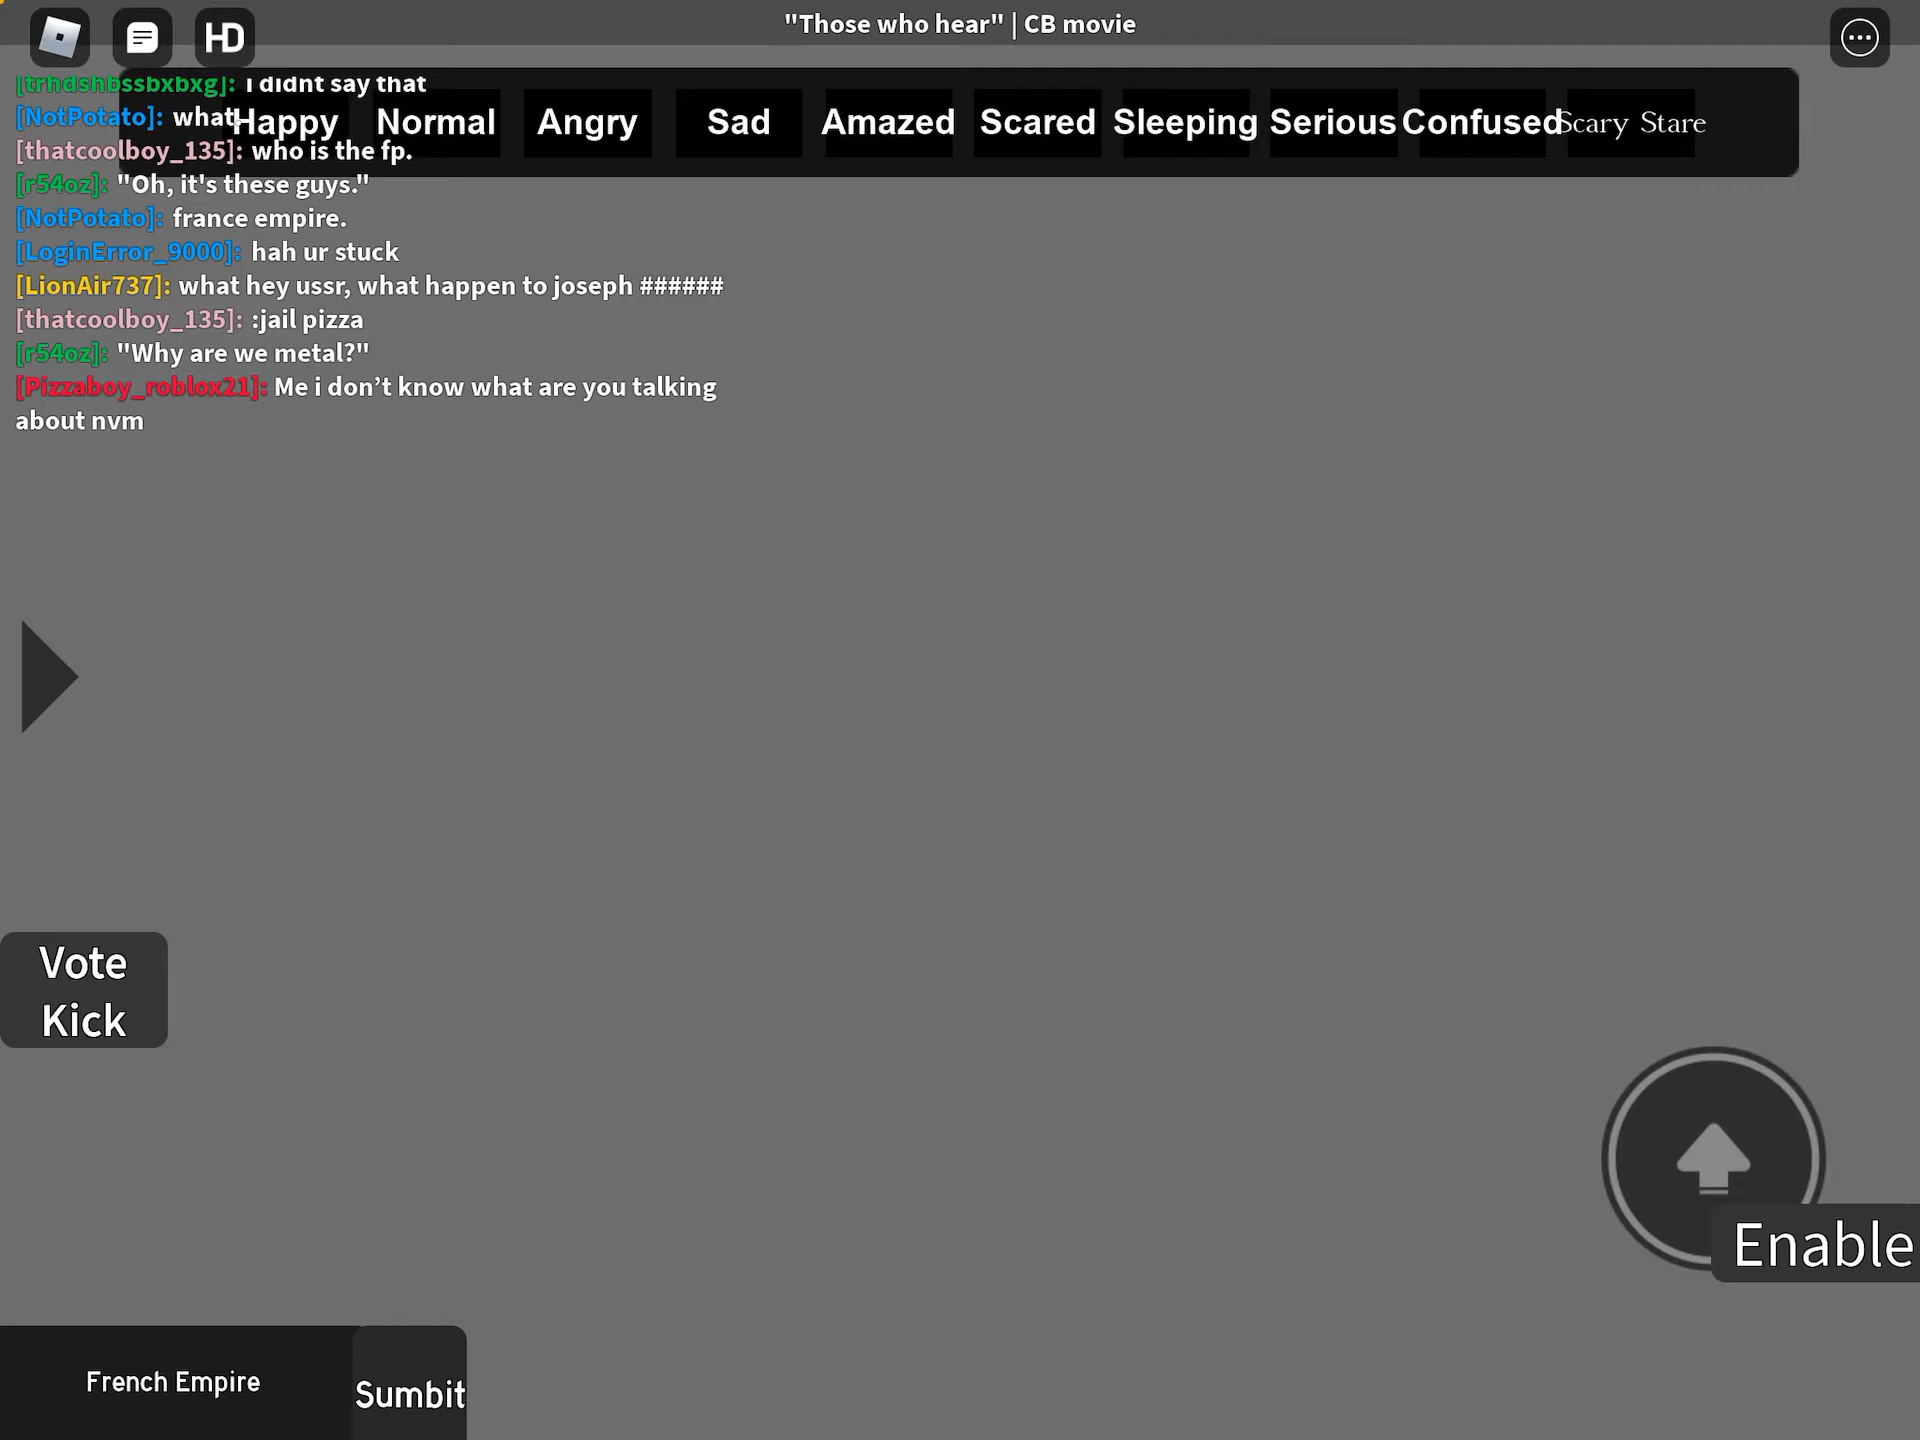 HD
"Those who hear" | CB movie
[trhdshbssbxbxg]: i didnt say that
[NotPotato]: what.
Happy Normal Angry Sad Amazed Scared Sleeping Serious Confused Scary Stare
[thatcoolboy_135]: who is the fp.
[r54oz]: "Oh, it's these guys."
[NotPotato]: france empire.
[LoginError_9000]: hah ur stuck
[LionAir737]: what hey ussr, what happen to joseph ######
[thatcoolboy_135]: :jail pizza
[r54oz]: "Why are we metal?"
[Pizzaboy_roblox21]: Me i don’t know what are you talking
about nvm
Vote
Kick
Enable
French Empire
Sumbit